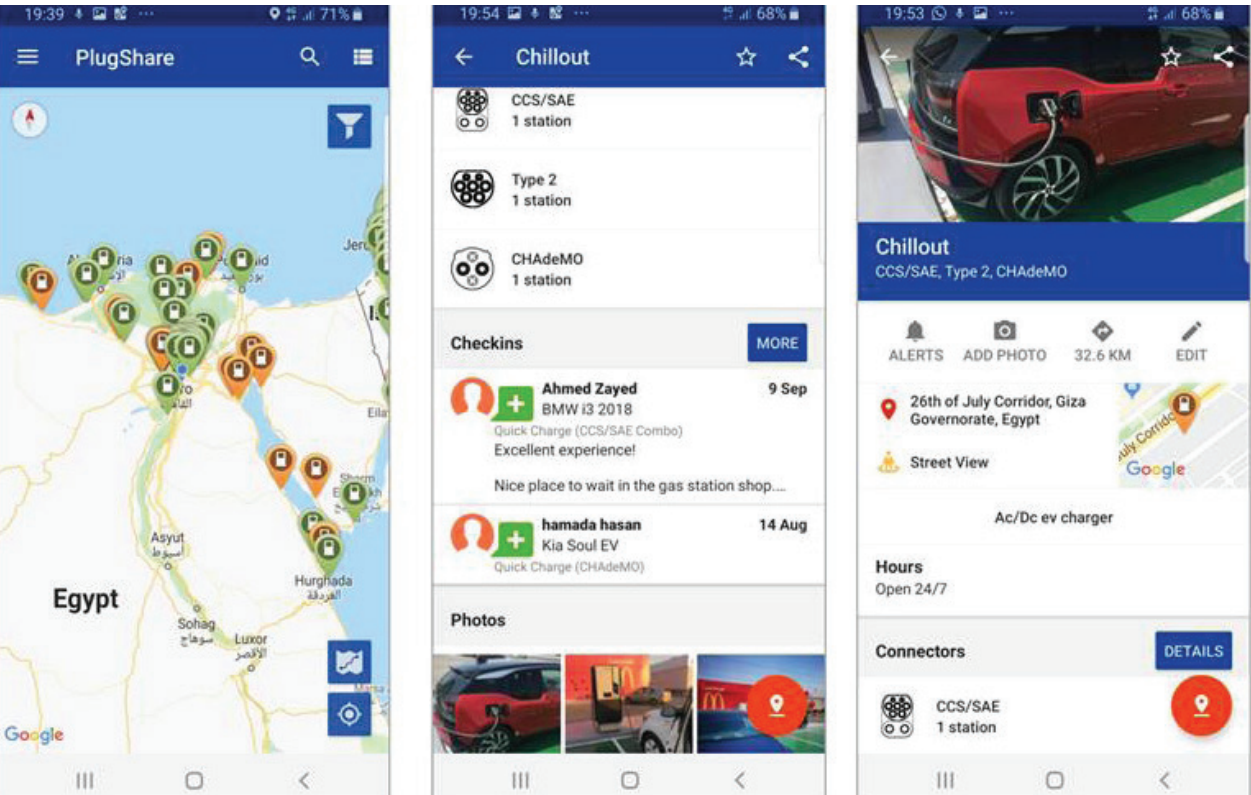 19:39
71%
PlugShare
Jeru
Asyut
أسيوط
Egypt
Hurghada
الغردقة
Sohag
سوهاج
Luxor
الأقصر
Google
19:54
68%
Chillout
CCS/SAE
1 station
Type 2
1 station
CHAdeMO
1 station
Checkins
MORE
Ahmed Zayed
9 Sep
BMW i3 2018
Quick Charge (CCS/SAE Combo)
Excellent experience!
Nice place to wait in the gas station shop....
hamada hasan
14 Aug
Kia Soul EV
Quick Charge (CHAdeMO)
Photos
19:53
68%
Chillout
CCS/SAE, Type 2, CHAdeMO
ALERTS
ADD PHOTO
32.6 KM
EDIT
26th of July Corridor, Giza
Governorate, Egypt
Street View
uly Corrido
Google
Ac/Dc ev charger
Hours
Open 24/7
Connectors
DETAILS
CCS/SAE
1 station